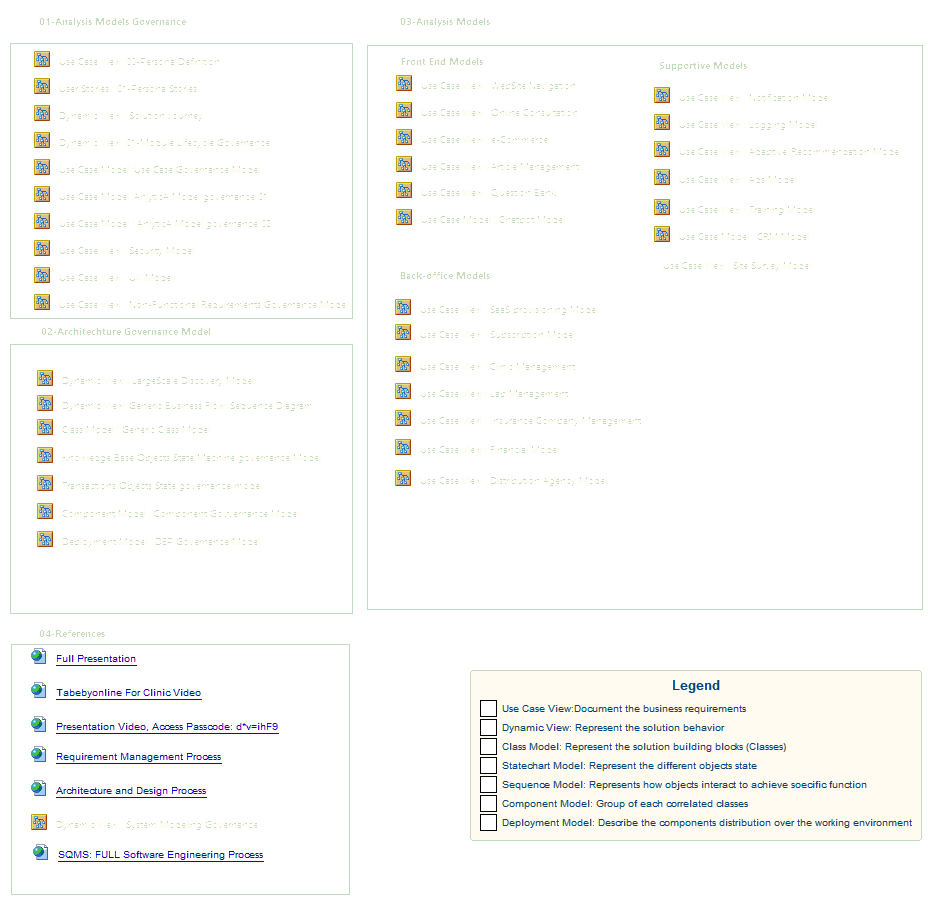 01-Analysis Models Governance
Use Case View : 00-Persona Definition
User Stories : 01-Persona Stories
Dynamic View : Solution Journey
Dynamic View : 01-Module Lifecycle Governance
Use Case Model: Use Case Governance Model
Use Case Model: Analytic Model governance
Use Case Model : Analytic Model governance
Use Case View : Security Model
Use Case View : UI Model
Use Case View : Non-Functional Requirements Governance Model
02-Architechture Governance Model
Dynamic View : LargeScale Discovery Model
Dynamic View : Generic Business Flow Sequence Diagram
Class Model : Generic Class Model
Knowledge Base Objects State Machine governance Model
Transactions Objects State governance model
Component Model : Component Governance Model
Deployment Model : Governance Model
03-Analysis Models
Front End Models
Use Case View : WebSite Navigation
Use Case View : Online Consultation
Use Case View : e-Commerce
Use Case View : Article Management
Use Case View : Question Bank
Use Case Model : Chatbot Model
Supportive Models
Use Case View : Notification Model
Use Case View : Logging Model
Use Case View : Adaptive Recommendation Model
Use Case View : Ads Model
Use Case View : Training Model
Use Case Model : CRM Model
Use Case View : Site Survey Model
Back-office Models
Use Case View : SaaS provisioning Model
Use Case View : Subscription Model
Use Case View : Clinic Management
Use Case View : Lab Management
Use Case View : Insurance Company Management
Use Case View : Financial Model
Use Case View : Distribution Agency Model
04-References
Full Presentation
Tabebyonline For Clinic Video
Presentation Video, Access Passcode: d*v=ihF9
Requirement Management Process
Architecture and Design Process
Dynamic View : System Modeling Governance
SQMS: FULL Software Engineering Process
Legend
Use Case View:Document the business requirements
Dynamic View: Represent the solution behavior
Class Model: Represent the solution building blocks (Classes)
Statechart Model: Represent the different objects state
Sequence Model: Represents how objects interact to achieve soecific function
Component Model: Group of each correlated classes
Deployment Model: Describe the components distribution over the working environment